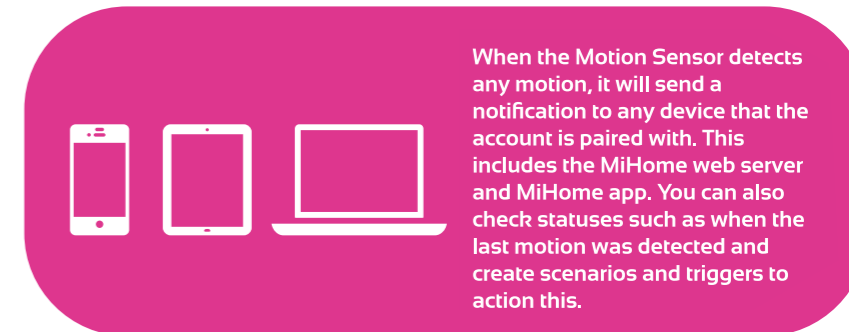 When the Motion Sensor detects
any motion, it will send a
notification to any device that the
account is paired with. This
includes the MiHome web server
and MiHome app. You can also
check statuses such as when the
last motion was detected and
create scenarios and triggers to
action this.